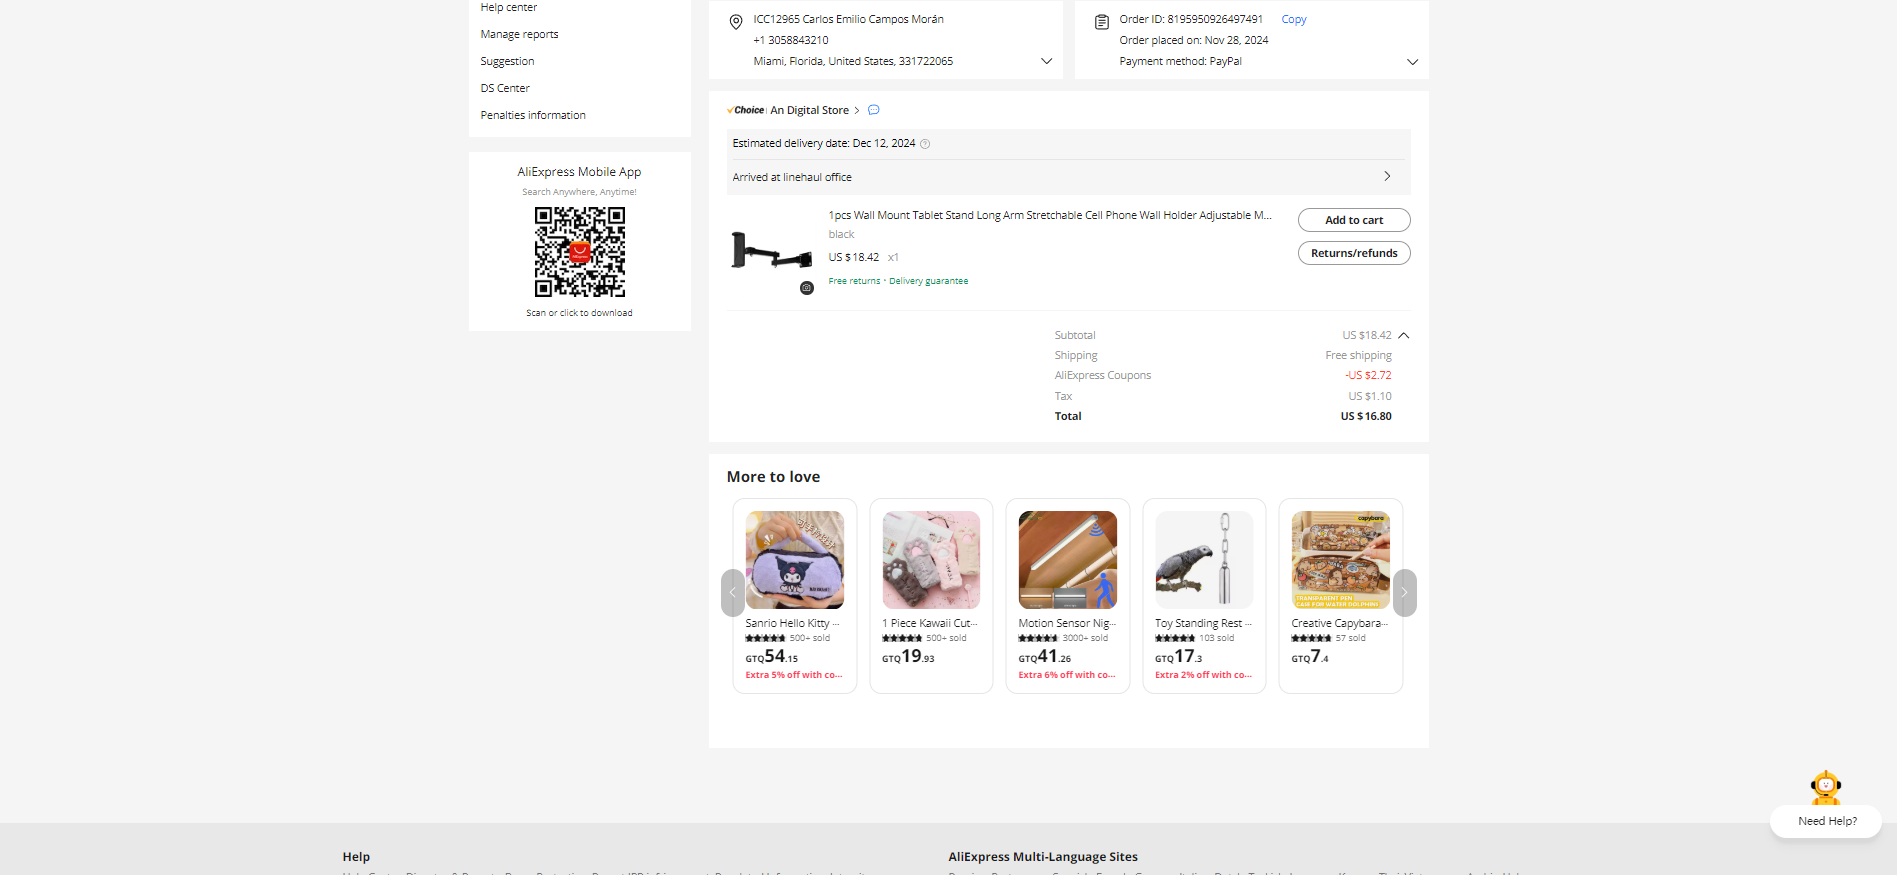 Help center
Manage reports
Suggestion
DS Center
Penalties information
AliExpress Mobile App
Search Anywhere, Anytime!
Scan or click to download
ICC12965 Carlos Emilio Campos Morán
+1 3058843210
Miami, Florida, United States, 331722065
Order ID: 8195950926497491 Copy
Order placed on: Nov 28, 2024
Payment method: PayPal
Choice An Digital Store
Estimated delivery date: Dec 12, 2024
Arrived at linehaul office
1pcs Wall Mount Tablet Stand Long Arm Stretchable Cell Phone Wall Holder Adjustable M...
black
US $18.42 x1
Free returns · Delivery guarantee
Add to cart
Returns/refunds
Subtotal US $18.42
Shipping Free shipping
AliExpress Coupons -US $2.72
Tax US $1.10
Total US $16.80
More to love
Sanrio Hello Kitty ...
500+ sold
GTQ54.15
Extra 5% off with co...
1 Piece Kawaii Cut...
500+ sold
GTQ19.93
Motion Sensor Nig...
3000+ sold
GTQ41.26
Extra 6% off with co...
Toy Standing Rest ...
103 sold
GTQ17.3
Extra 2% off with co...
capybara
TRANSPARENT PEN
CASE FOR WATER DOLPHIN
Creative Capybara...
57 sold
GTQ7.4
Need Help?
Help
AliExpress Multi-Language Sites